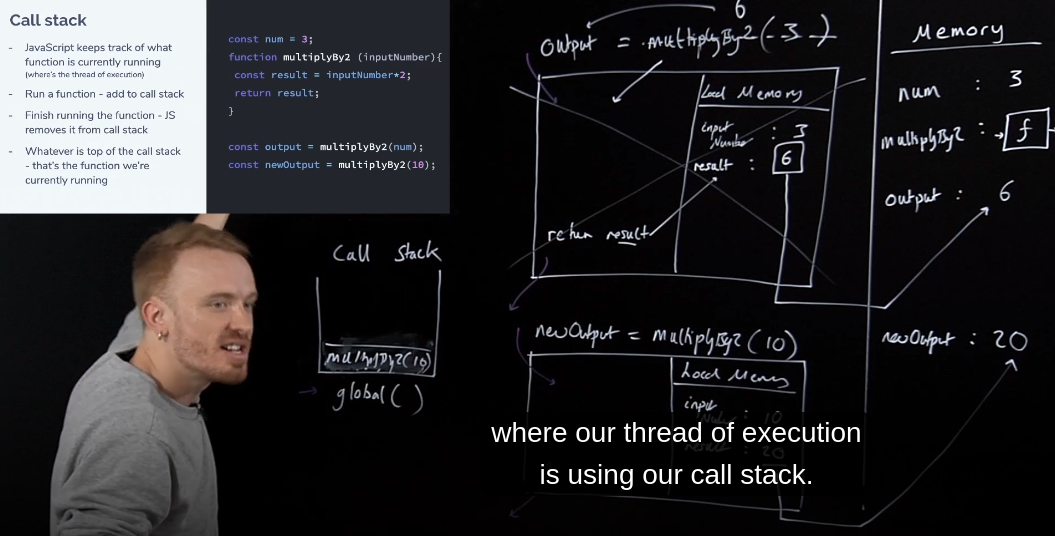 Call stack
- JavaScript keeps track of what
function is currently running
(where's the thread of execution)
- Run a function - add to call stack
- Finish running the function - JS
removes it from call stack
- Whatever is top of the call stack
- that's the function we're
currently running
const num = 3;
function multiplyBy2 (inputNumber){
const result = inputNumber*2;
return result;
}
const output = multiplyBy2(num);
const newOutput = multiplyBy2(10);
Call Stack
multiplyBy2(10)
global( )
6
Output = multiplyBy2(3)
Local Memory
input
Number : 3
result : 6
return result
newOutput = multiplyBy2(10)
Local Memory
input
Number : 10
result : 20
Memory
num : 3
multiplyBy2 : f
output : 6
newOutput : 20
where our thread of execution
is using our call stack.